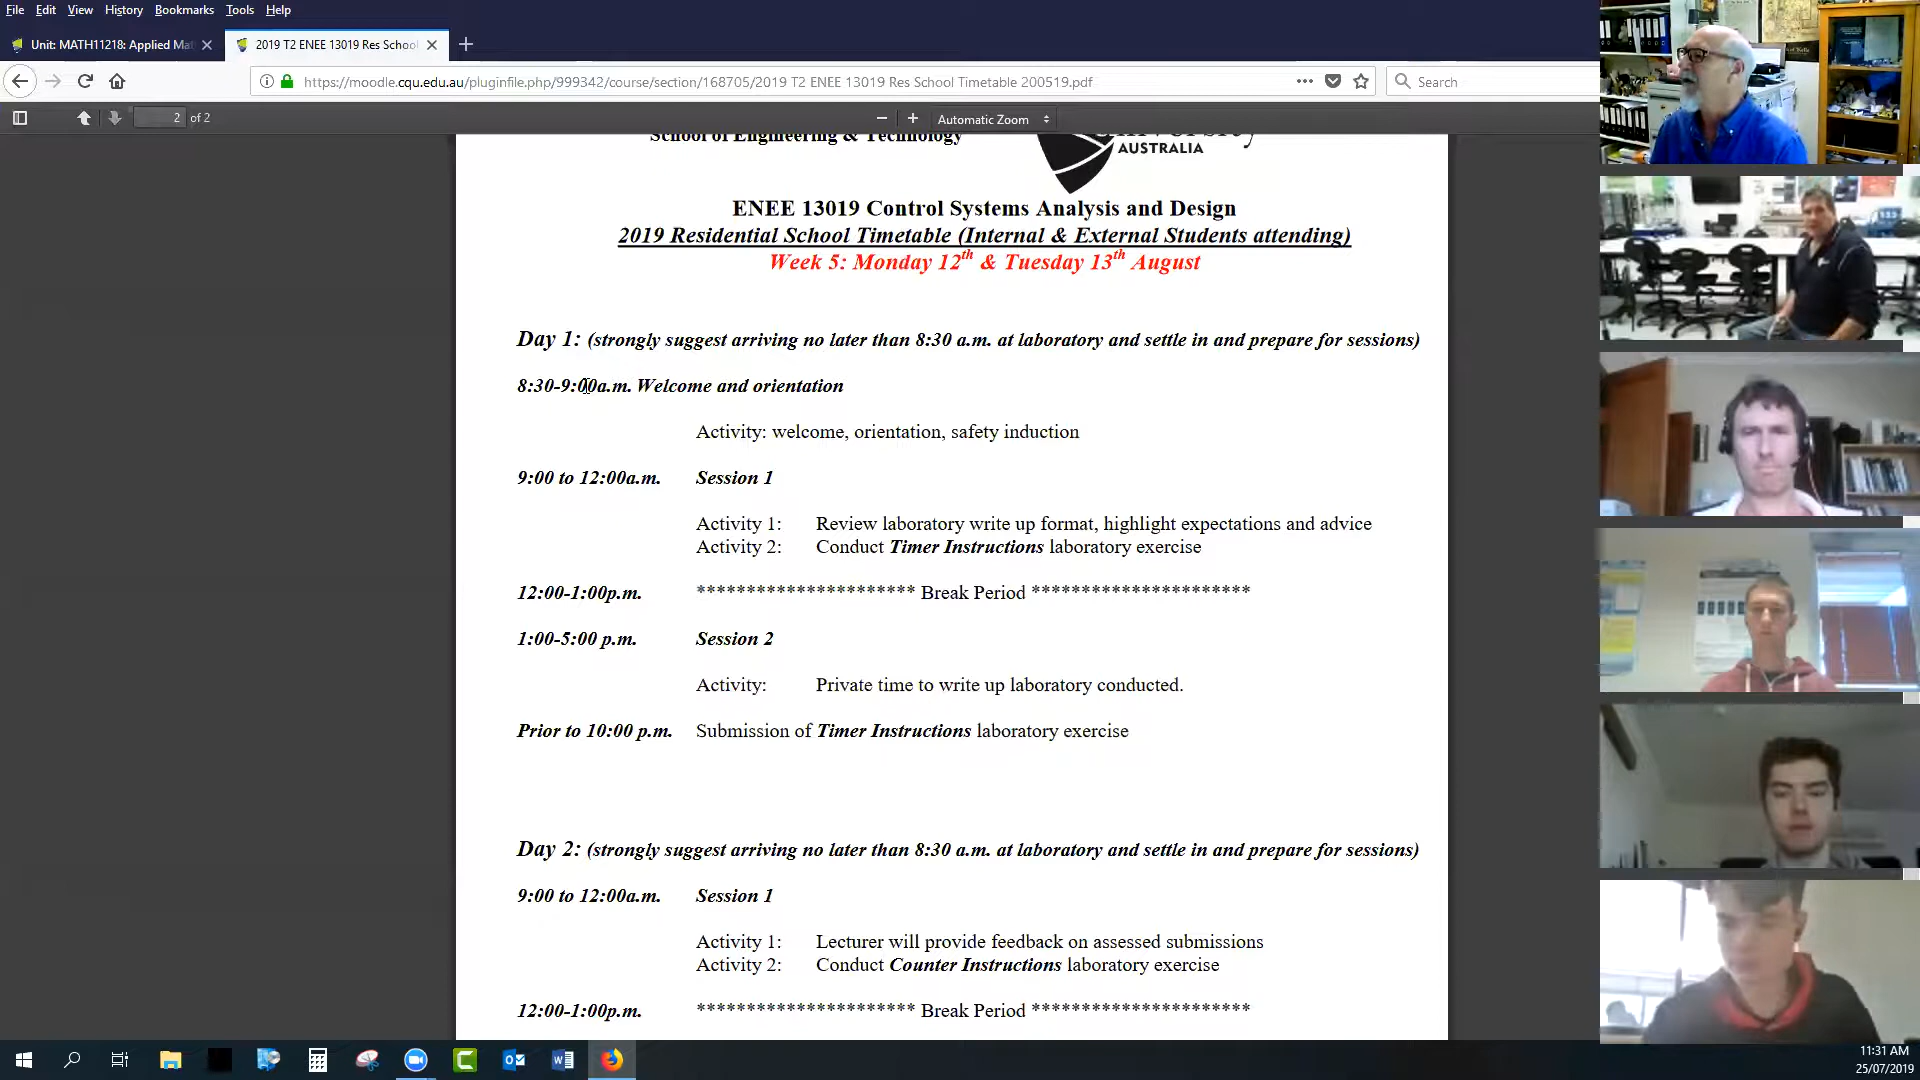 File Edit View History Bookmarks Tools Help
Unit: MATH11218: Applied Mat
2019 T2 ENEE 13019 Res School
https://moodle.cqu.edu.au/pluginfile.php/999342/course/section/168705/2019 T2 ENEE 13019 Res School Timetable 200519.pdf
Search
2 of 2
Automatic Zoom
School of Engineering & Technology
AUSTRALIA
ENEE 13019 Control Systems Analysis and Design
2019 Residential School Timetable (Internal & External Students attending)
Week 5: Monday 12th & Tuesday 13th August
Day 1: (strongly suggest arriving no later than 8:30 a.m. at laboratory and settle in and prepare for sessions)
8:30-9:00a.m. Welcome and orientation
Activity: welcome, orientation, safety induction
9:00 to 12:00a.m. Session 1
Activity 1: Review laboratory write up format, highlight expectations and advice
Activity 2: Conduct Timer Instructions laboratory exercise
12:00-1:00p.m. ********************** Break Period **********************
1:00-5:00 p.m. Session 2
Activity: Private time to write up laboratory conducted.
Prior to 10:00 p.m. Submission of Timer Instructions laboratory exercise
Day 2: (strongly suggest arriving no later than 8:30 a.m. at laboratory and settle in and prepare for sessions)
9:00 to 12:00a.m. Session 1
Activity 1: Lecturer will provide feedback on assessed submissions
Activity 2: Conduct Counter Instructions laboratory exercise
12:00-1:00p.m. ********************** Break Period **********************
11:31 AM
25/07/2019